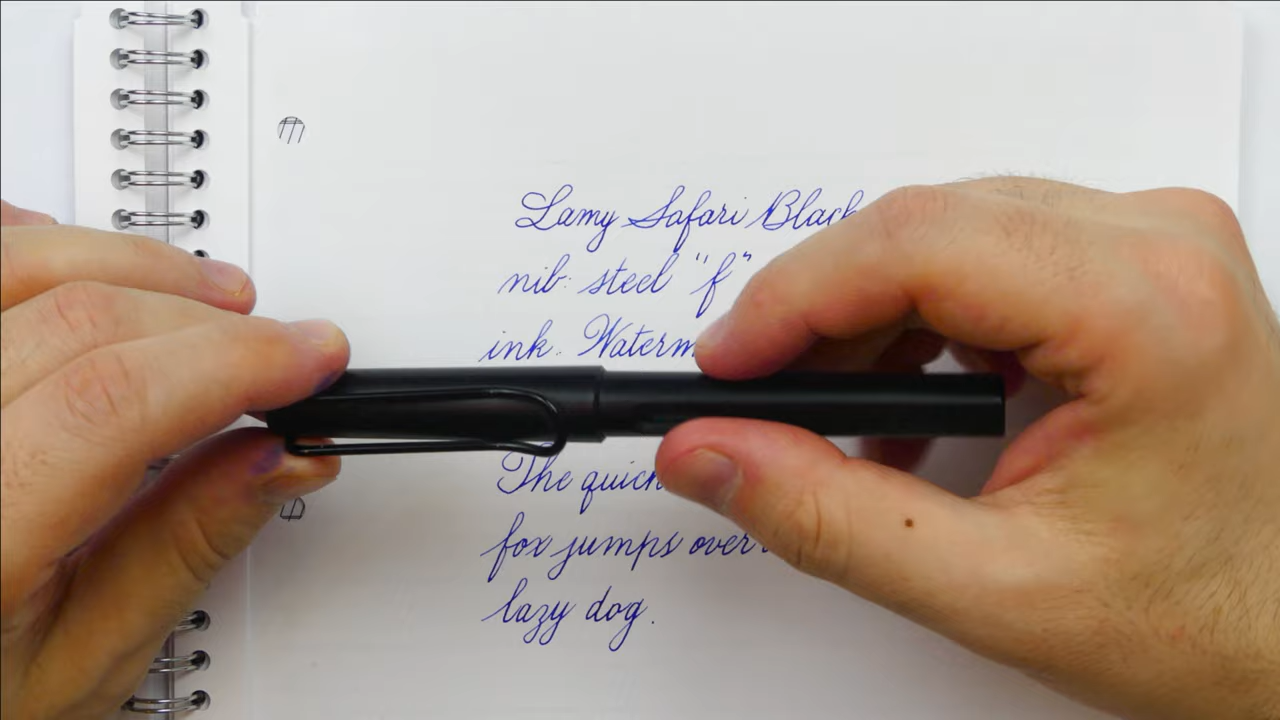 Lamy Safari Black
nib: steel "f"
ink: Waterm
The quick
fox jumps over
lazy dog.